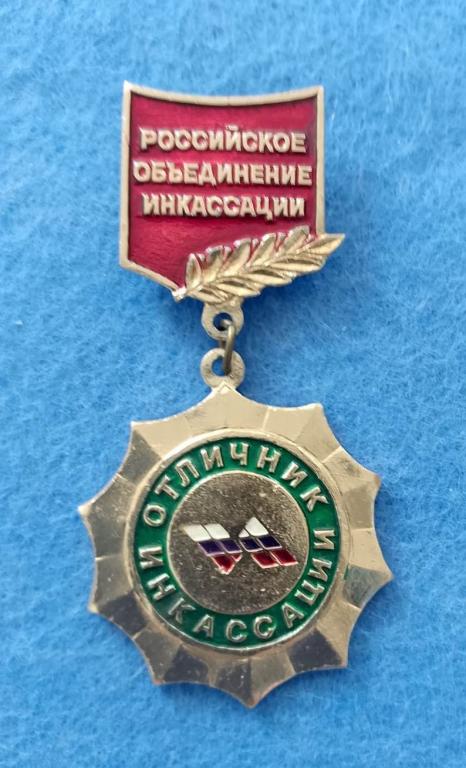 РОССИЙСКОЕ
ОБЪЕДИНЕНИЕ
ИНКАССАЦИИ
ОТЛИЧНИК
ИНКАССАЦИИ